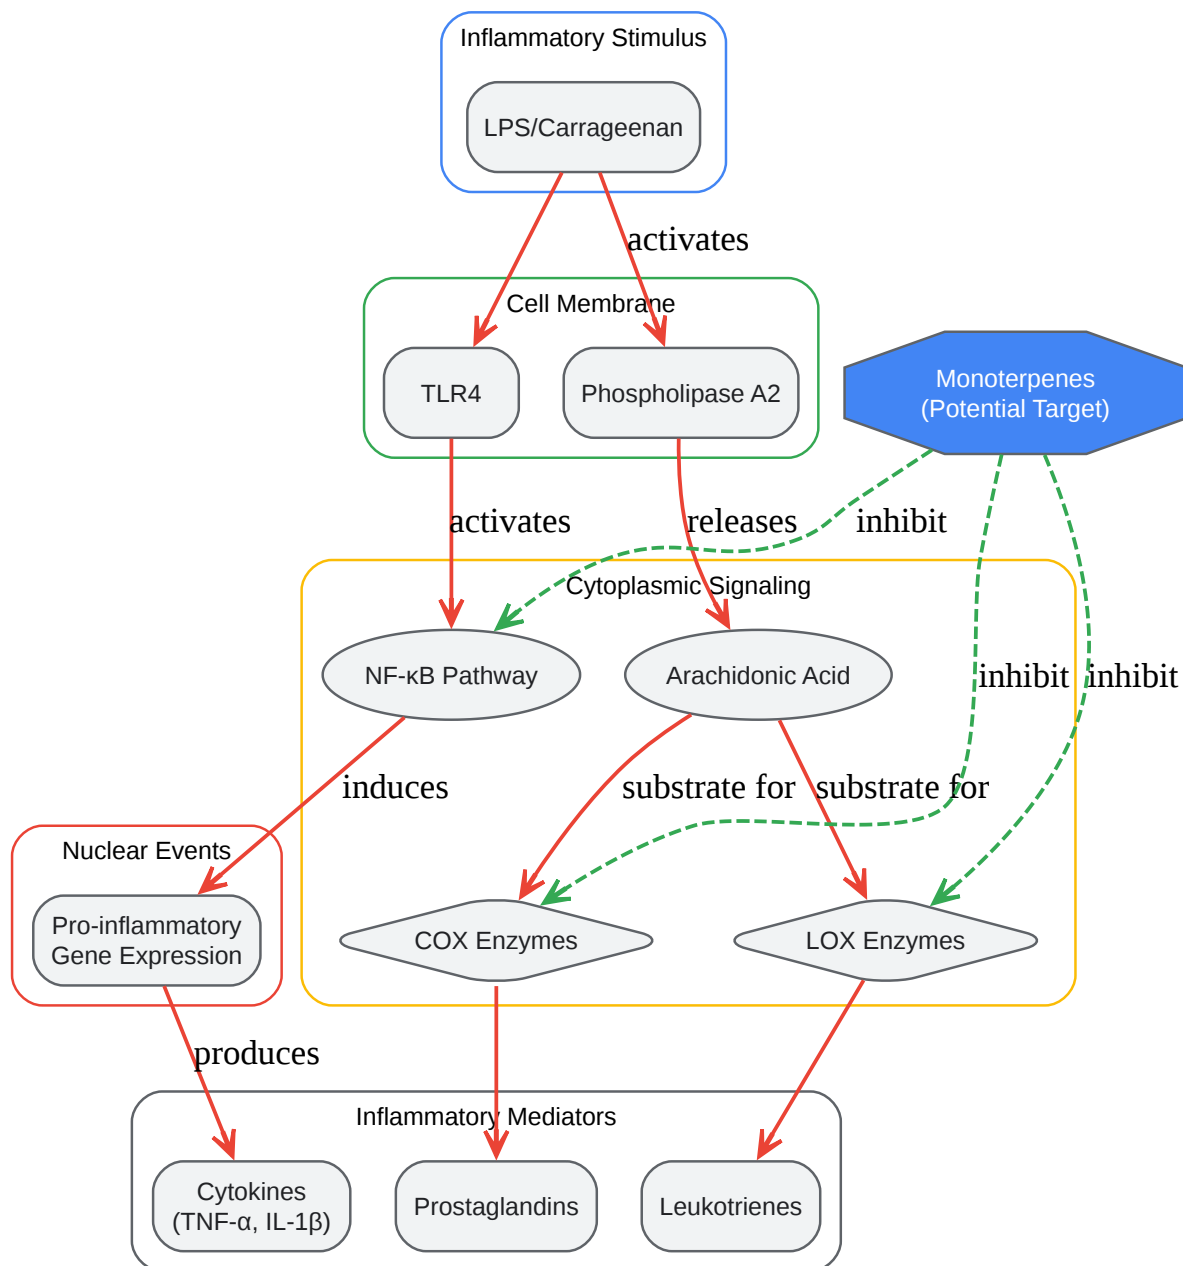 Inflammatory Stimulus
LPS/Carrageenan
activates
Cell Membrane
TLR4
Phospholipase A2
Monoterpenes
(Potential Target)
activates
releases
inhibit
Cytoplasmic Signaling
NF-κB Pathway
Arachidonic Acid
inhibit
inhibit
induces
substrate for
substrate for
Nuclear Events
Pro-inflammatory
Gene Expression
COX Enzymes
LOX Enzymes
produces
Inflammatory Mediators
Cytokines
(TNF-α, IL-1β)
Prostaglandins
Leukotrienes